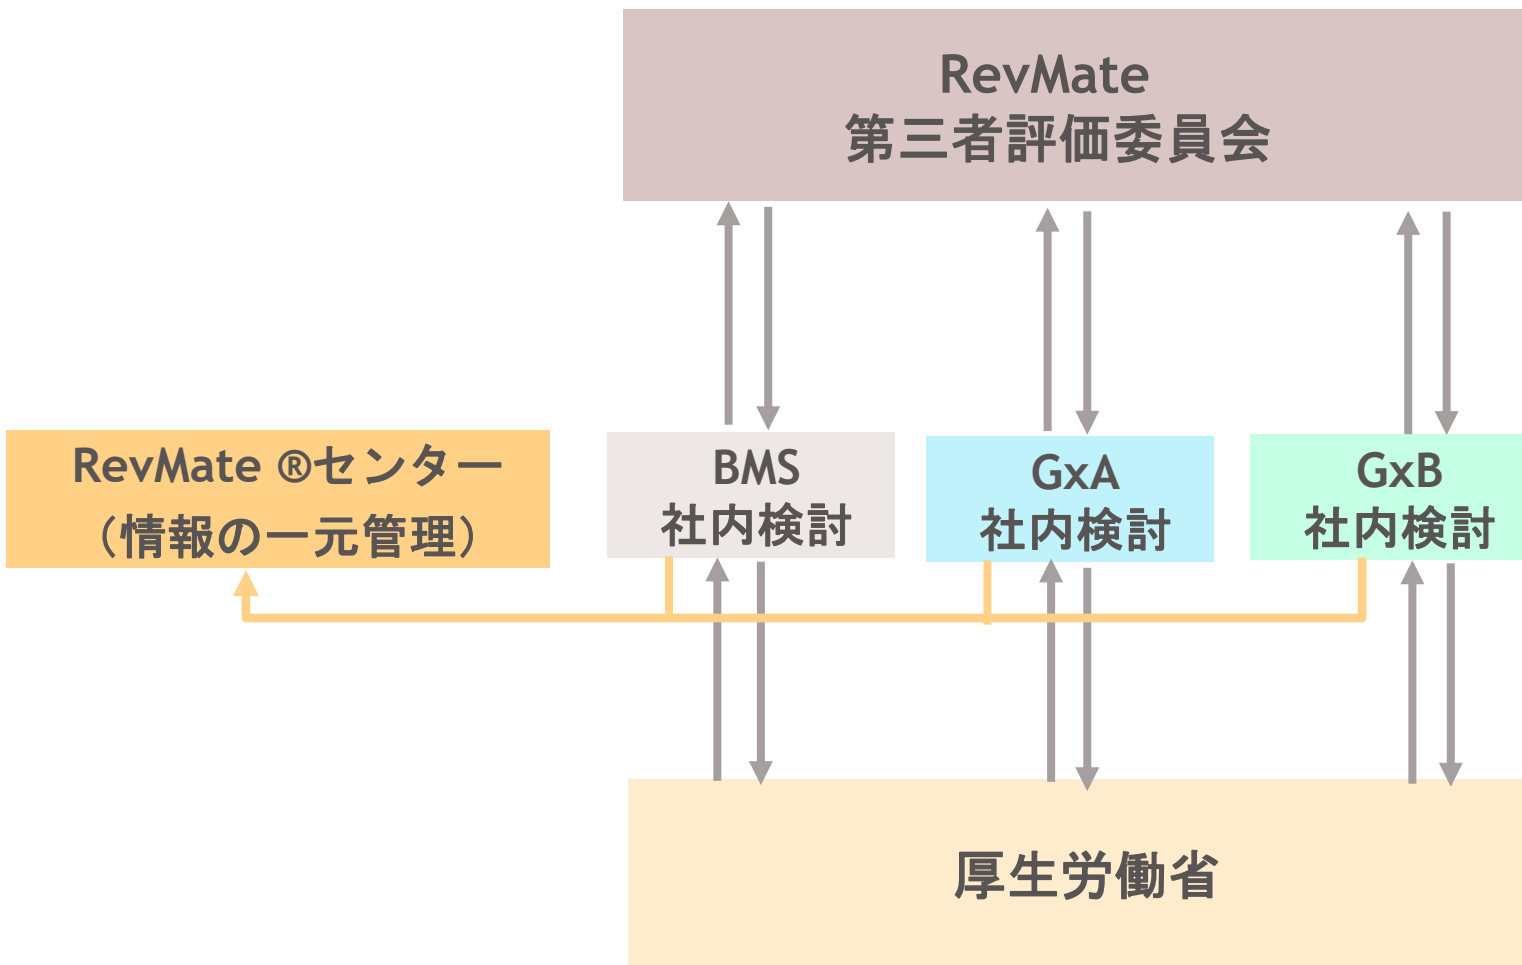 RevMate
第三者評価委員会
RevMate ®センター
（情報の一元管理）
BMS
社内検討
GxA
社内検討
GxB
社内検討
厚生労働省